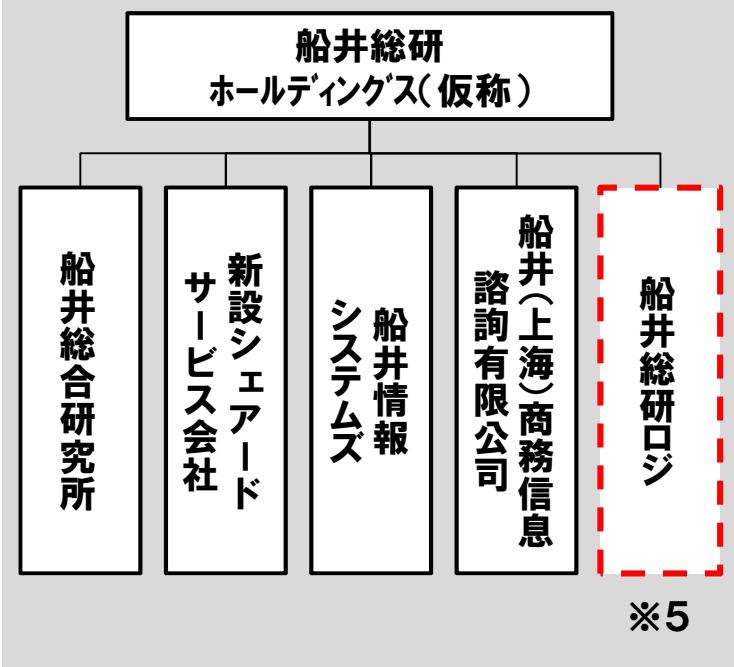 船井総研
ホールディングス(仮称)
船井総合研究所
新設シェアード
サービス会社
船井情報
システムズ
船井(上海)商務信息
諮詢有限公司
船井総研ロジ
※5